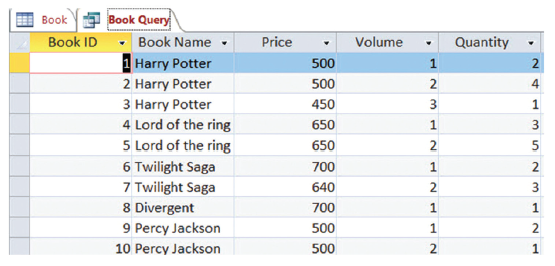 Book Book Query
Book ID Book Name Price Volume Quantity
1 Harry Potter 500 1 2
2 Harry Potter 500 2 4
3 Harry Potter 450 3 1
4 Lord of the ring 650 1 3
5 Lord of the ring 650 2 5
6 Twilight Saga 700 1 2
7 Twilight Saga 640 2 3
8 Divergent 700 1 1
9 Percy Jackson 500 1 2
10 Percy Jackson 500 2 1